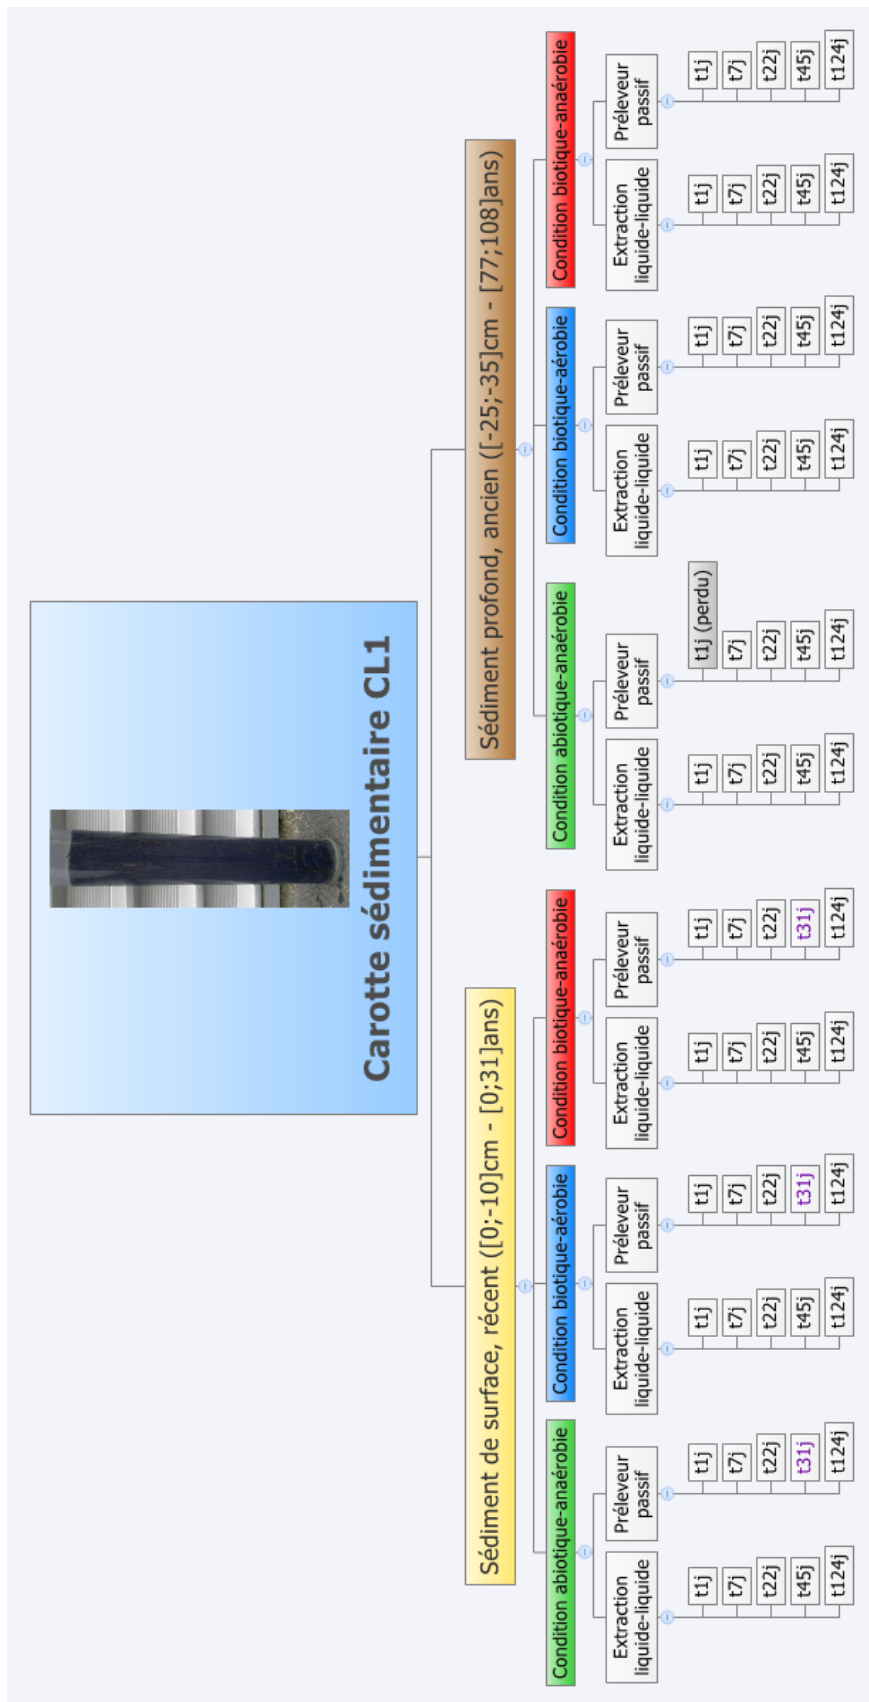 Carotte sédimentaire CL1
Sédiment de surface, récent ([0;-10]cm - [0;31]ans)
Condition abiotique-anaérobie
Extraction
liquide-liquide
t1j
t7j
t22j
t45j
t124j
Préleveur
passif
t1j
t7j
t22j
t31j
t124j
Condition biotique-aérobie
Extraction
liquide-liquide
t1j
t7j
t22j
t45j
t124j
Préleveur
passif
t1j
t7j
t22j
t31j
t124j
Condition biotique-anaérobie
Extraction
liquide-liquide
t1j
t7j
t22j
t45j
t124j
Préleveur
passif
t1j
t7j
t22j
t31j
t124j
Sédiment profond, ancien ([-25;-35]cm - [77;108]ans)
Condition abiotique-anaérobie
Extraction
liquide-liquide
t1j
t7j
t22j
t45j
t124j
Préleveur
passif
t1j (perdu)
t7j
t22j
t45j
t124j
Condition biotique-aérobie
Extraction
liquide-liquide
t1j
t7j
t22j
t45j
t124j
Préleveur
passif
t1j
t7j
t22j
t45j
t124j
Condition biotique-anaérobie
Extraction
liquide-liquide
t1j
t7j
t22j
t45j
t124j
Préleveur
passif
t1j
t7j
t22j
t45j
t124j